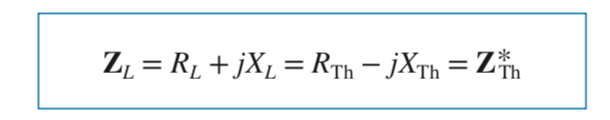 Z_L = R_L + jX_L = R_Th − jX_Th = Z*_Th